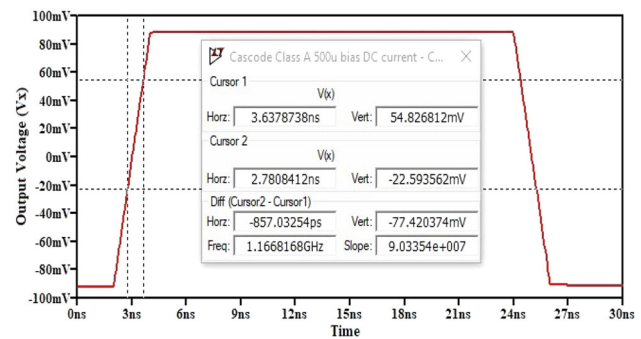 Output Voltage (Vx)
100mV
80mV
60mV
40mV
20mV
0mV
-20mV
-40mV
-60mV
-80mV
-100mV
Cascode Class A 500u bias DC current - C...
Cursor 1
V(x)
Horz: 3.6378738ns Vert: 54.826812mV
Cursor 2
V(x)
Horz: 2.7808412ns Vert: -22.593562mV
Diff (Cursor2 - Cursor1)
Horz: -857.03254ps Vert: -77.420374mV
Freq: 1.1668168GHz Slope: 9.03354e+007
0ns 3ns 6ns 9ns 12ns 15ns 18ns 21ns 24ns 27ns 30ns
Time